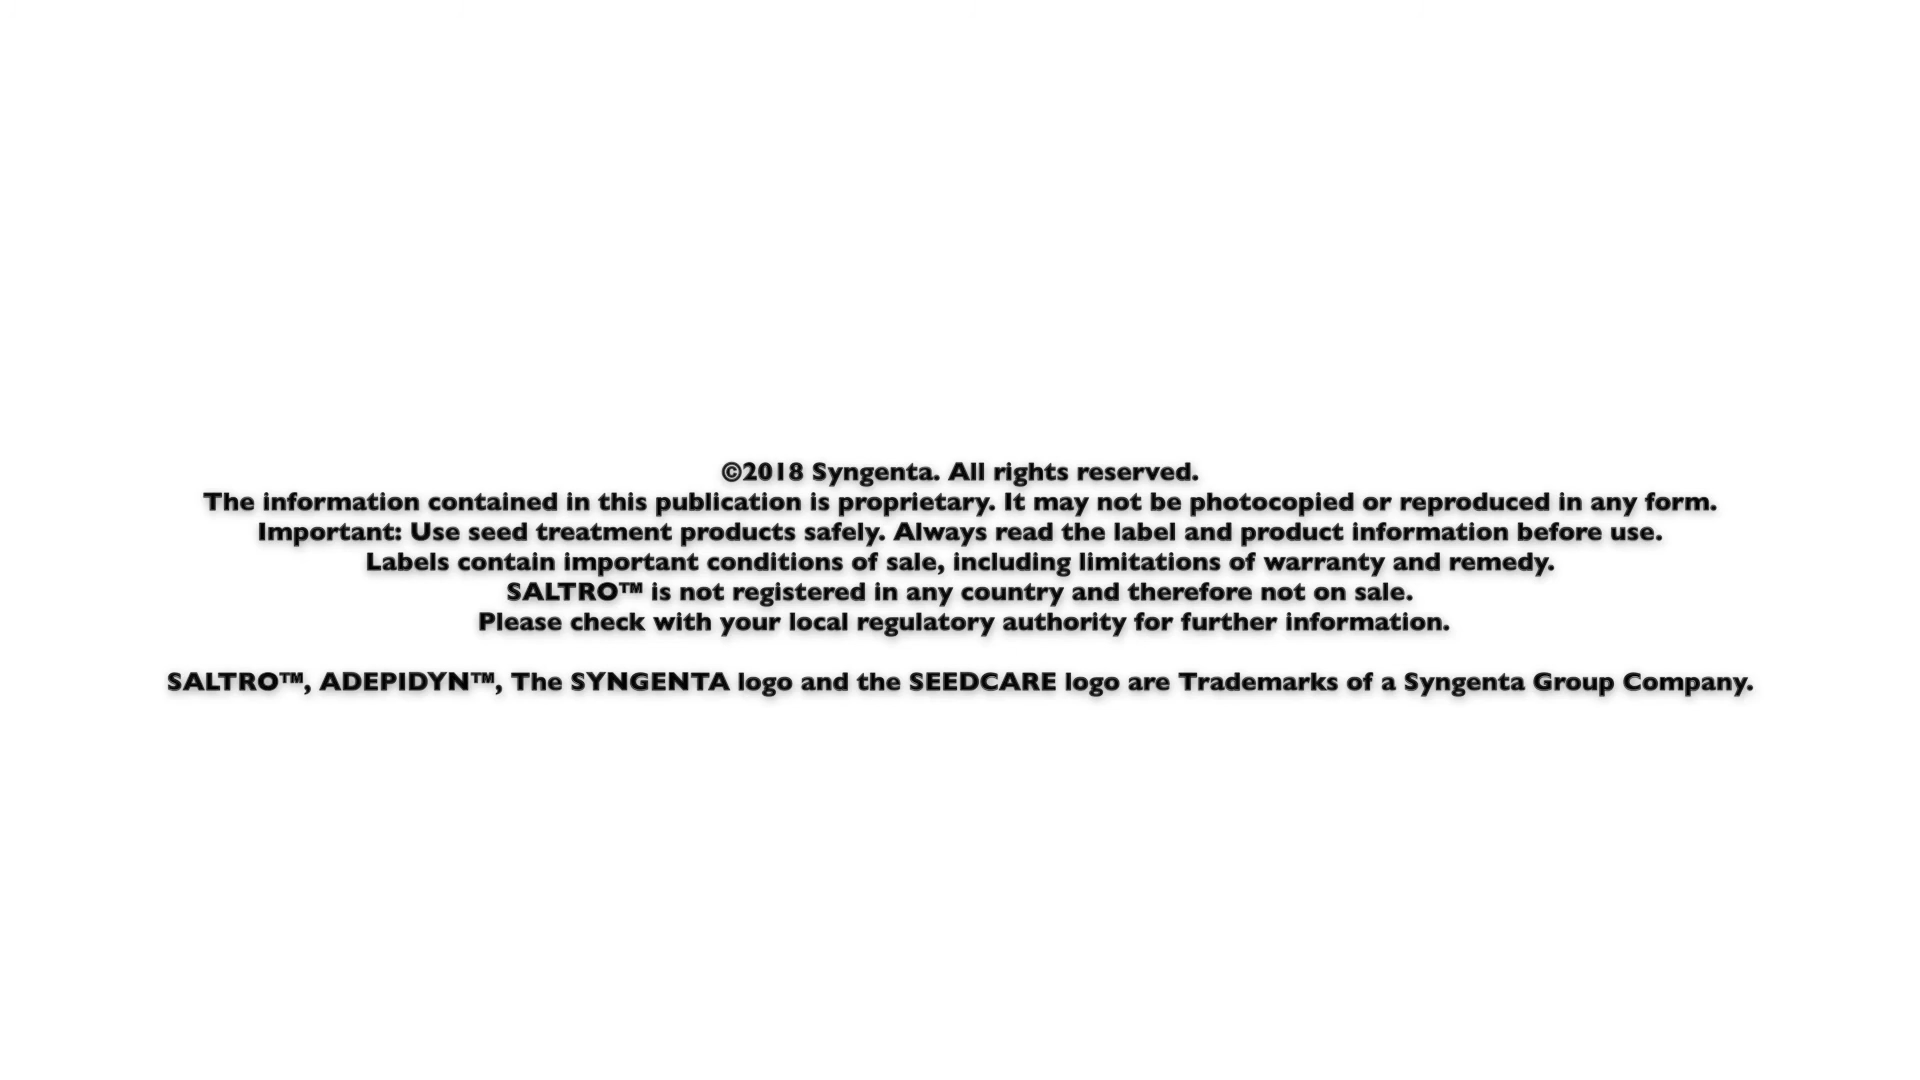 ©2018 Syngenta. All rights reserved.
The information contained in this publication is proprietary. It may not be photocopied or reproduced in any form.
Important: Use seed treatment products safely. Always read the label and product information before use.
Labels contain important conditions of sale, including limitations of warranty and remedy.
SALTRO™ is not registered in any country and therefore not on sale.
Please check with your local regulatory authority for further information.
SALTRO™, ADEPIDYN™, The SYNGENTA logo and the SEEDCARE logo are Trademarks of a Syngenta Group Company.